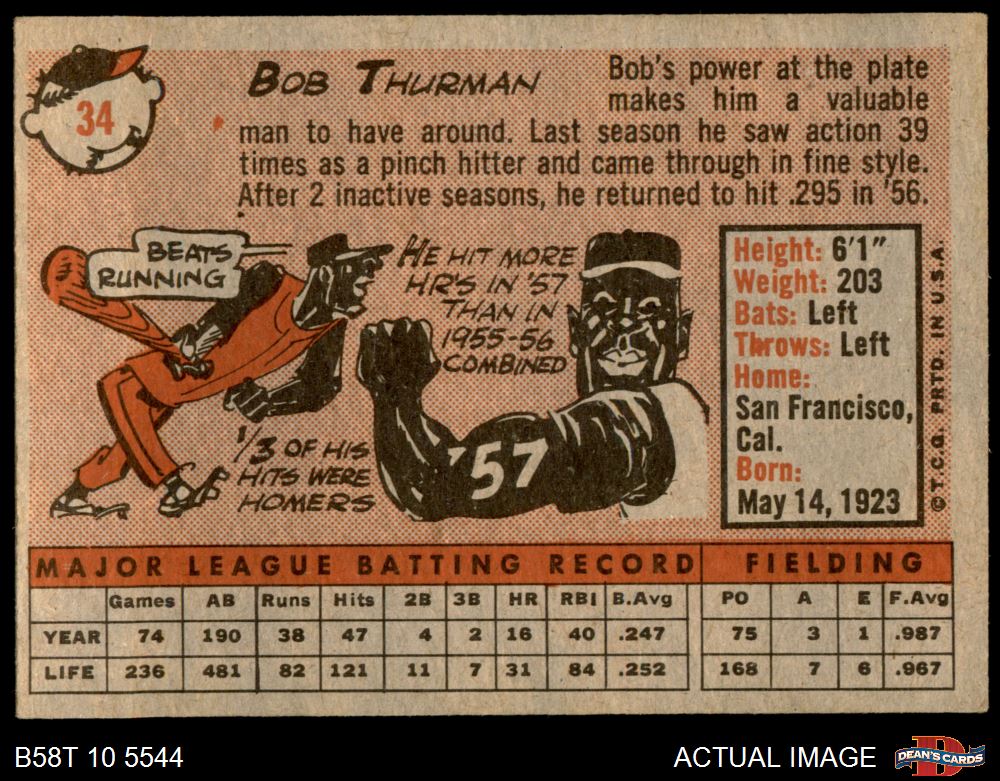 34
BOB THURMAN
Bob's power at the plate
makes him a valuable
man to have around. Last season he saw action 39
times as a pinch hitter and came through in fine style.
After 2 inactive seasons, he returned to hit .295 in '56.
BEATS
RUNNING
HE HIT MORE
HR'S IN '57
THAN IN
1955-56
COMBINED
1/3 OF HIS
HITS WERE
HOMERS
'57
Height: 6'1"
Weight: 203
Bats: Left
Throws: Left
Home:
San Francisco,
Cal.
Born:
May 14, 1923
© T.C.G. PRTD. IN U.S.A.
MAJOR LEAGUE BATTING RECORD FIELDING
Games AB Runs Hits 2B 3B HR RBI B.Avg PO A E F.Avg
YEAR 74 190 38 47 4 2 16 40 .247 75 3 1 .987
LIFE 236 481 82 121 11 7 31 84 .252 168 7 6 .967
B58T 10 5544
ACTUAL IMAGE
DEAN'S CARDS